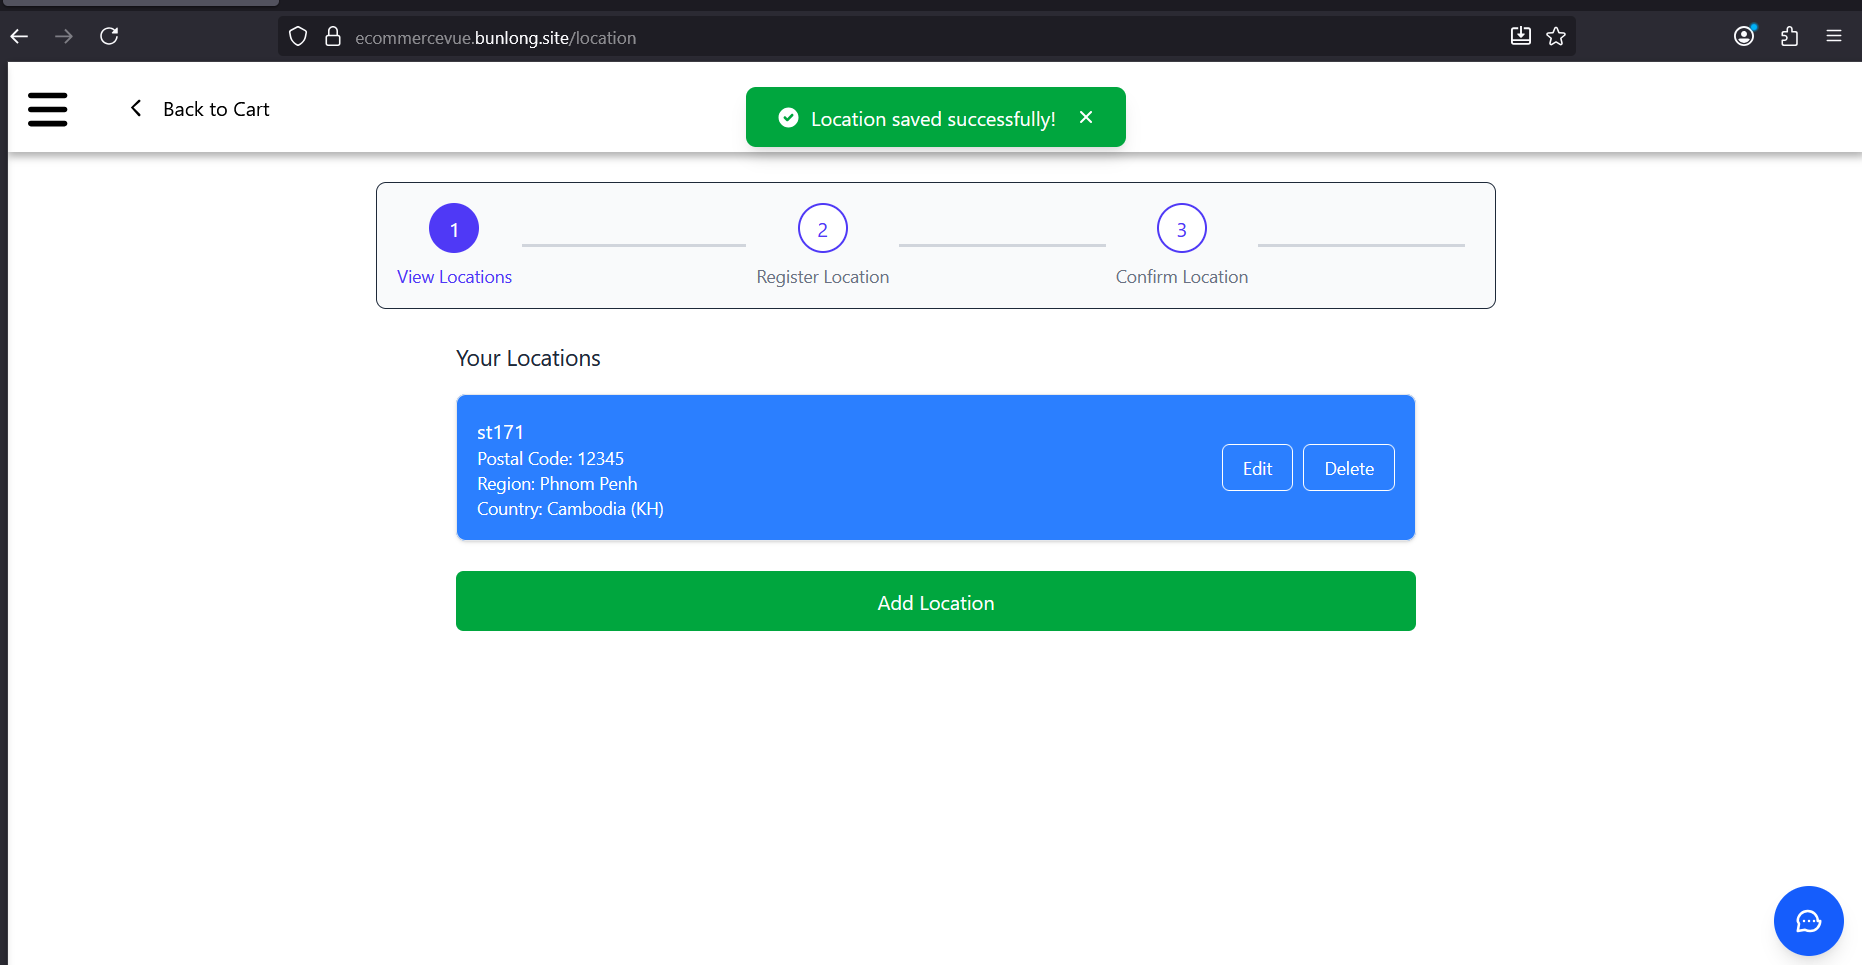 ecommercevue.bunlong.site/location
Back to Cart
Location saved successfully!
1
2
3
View Locations
Register Location
Confirm Location
Your Locations
st171
Postal Code: 12345
Region: Phnom Penh
Country: Cambodia (KH)
Edit
Delete
Add Location